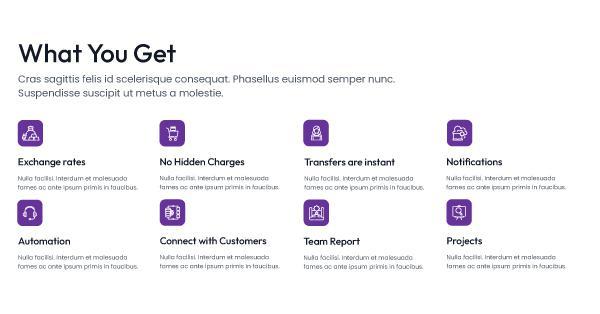 What You Get
Cras sagittis felis id scelerisque consequat. Phasellus euismod semper nunc.
Suspendisse suscipit ut metus a molestie.
Exchange rates
Nulla facilisi. Interdum et malesuada
fames ac ante ipsum primis in faucibus.
No Hidden Charges
Nulla facilisi. Interdum et malesuada
fames ac ante ipsum primis in faucibus.
Transfers are instant
Nulla facilisi. Interdum et malesuada
fames ac ante ipsum primis in faucibus.
Notifications
Nulla facilisi. Interdum et malesuada
fames ac ante ipsum primis in faucibus.
Automation
Nulla facilisi. Interdum et malesuada
fames ac ante ipsum primis in faucibus.
Connect with Customers
Nulla facilisi. Interdum et malesuada
fames ac ante ipsum primis in faucibus.
Team Report
Nulla facilisi. Interdum et malesuada
fames ac ante ipsum primis in faucibus.
Projects
Nulla facilisi. Interdum et malesuada
fames ac ante ipsum primis in faucibus.